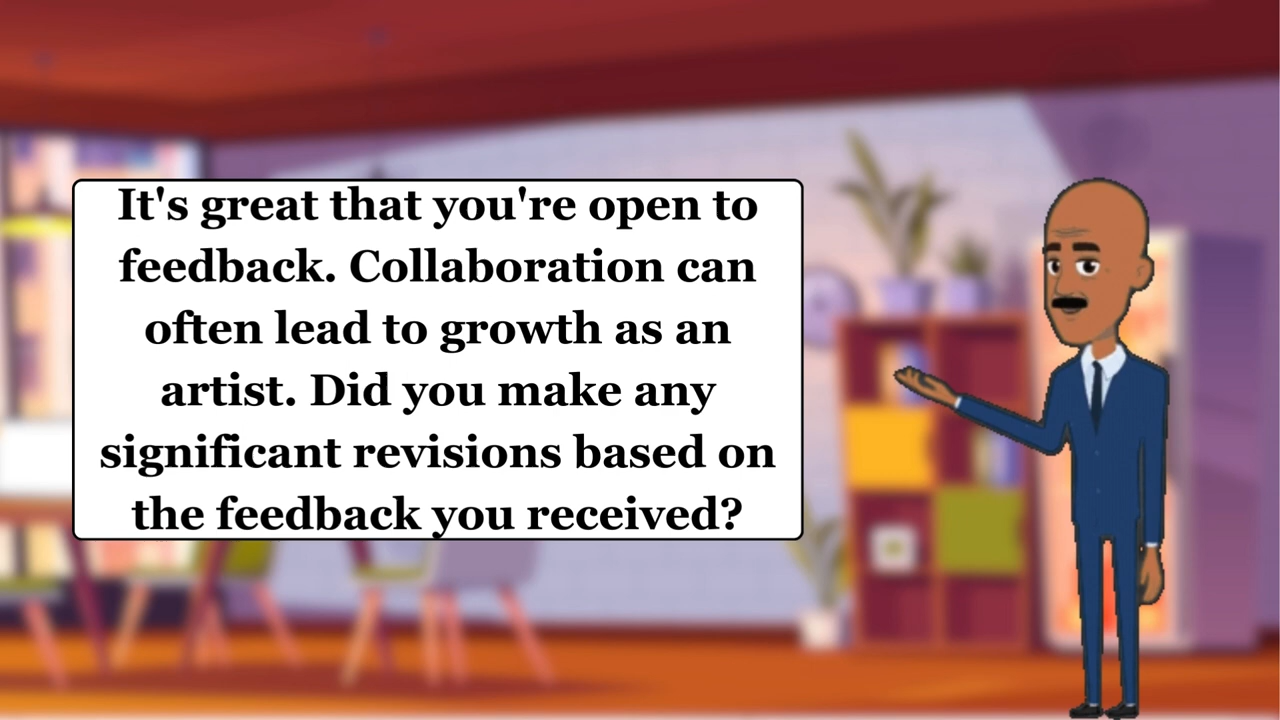 It's great that you're open to
feedback. Collaboration can
often lead to growth as an
artist. Did you make any
significant revisions based on
the feedback you received?